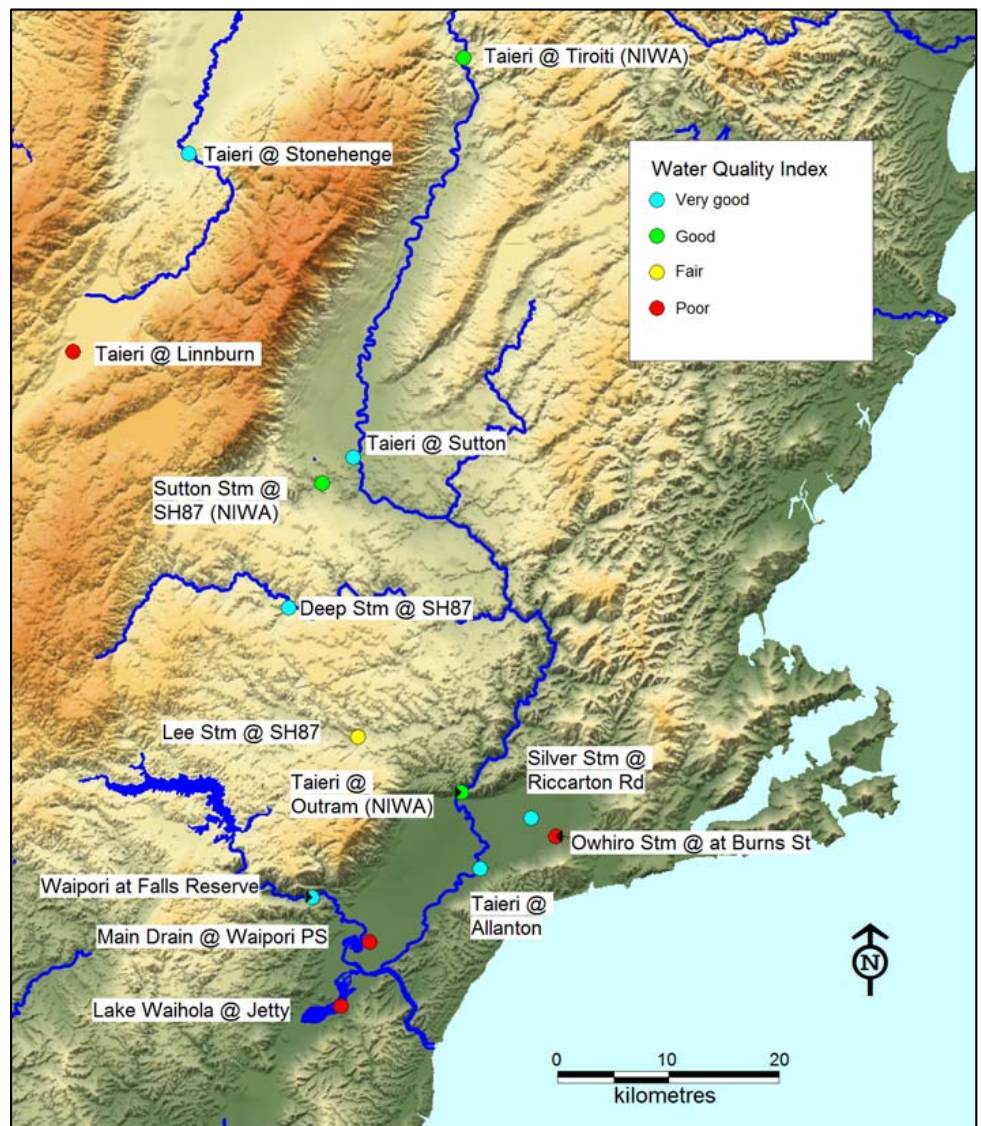 Taieri @ Tiroiti (NIWA)
Taieri @ Stonehenge
Water Quality Index
Very good
Good
Fair
Poor
Taieri @ Linnburn
Taieri @ Sutton
Sutton Stm @
SH87 (NIWA)
Deep Stm @ SH87
Lee Stm @ SH87
Silver Stm @
Riccarton Rd
Taieri @
Outram (NIWA)
Owhiro Stm @ at Burns St
Waipori at Falls Reserve
Taieri @
Allanton
Main Drain @ Waipori PS
N
Lake Waihola @ Jetty
0 10 20
kilometres